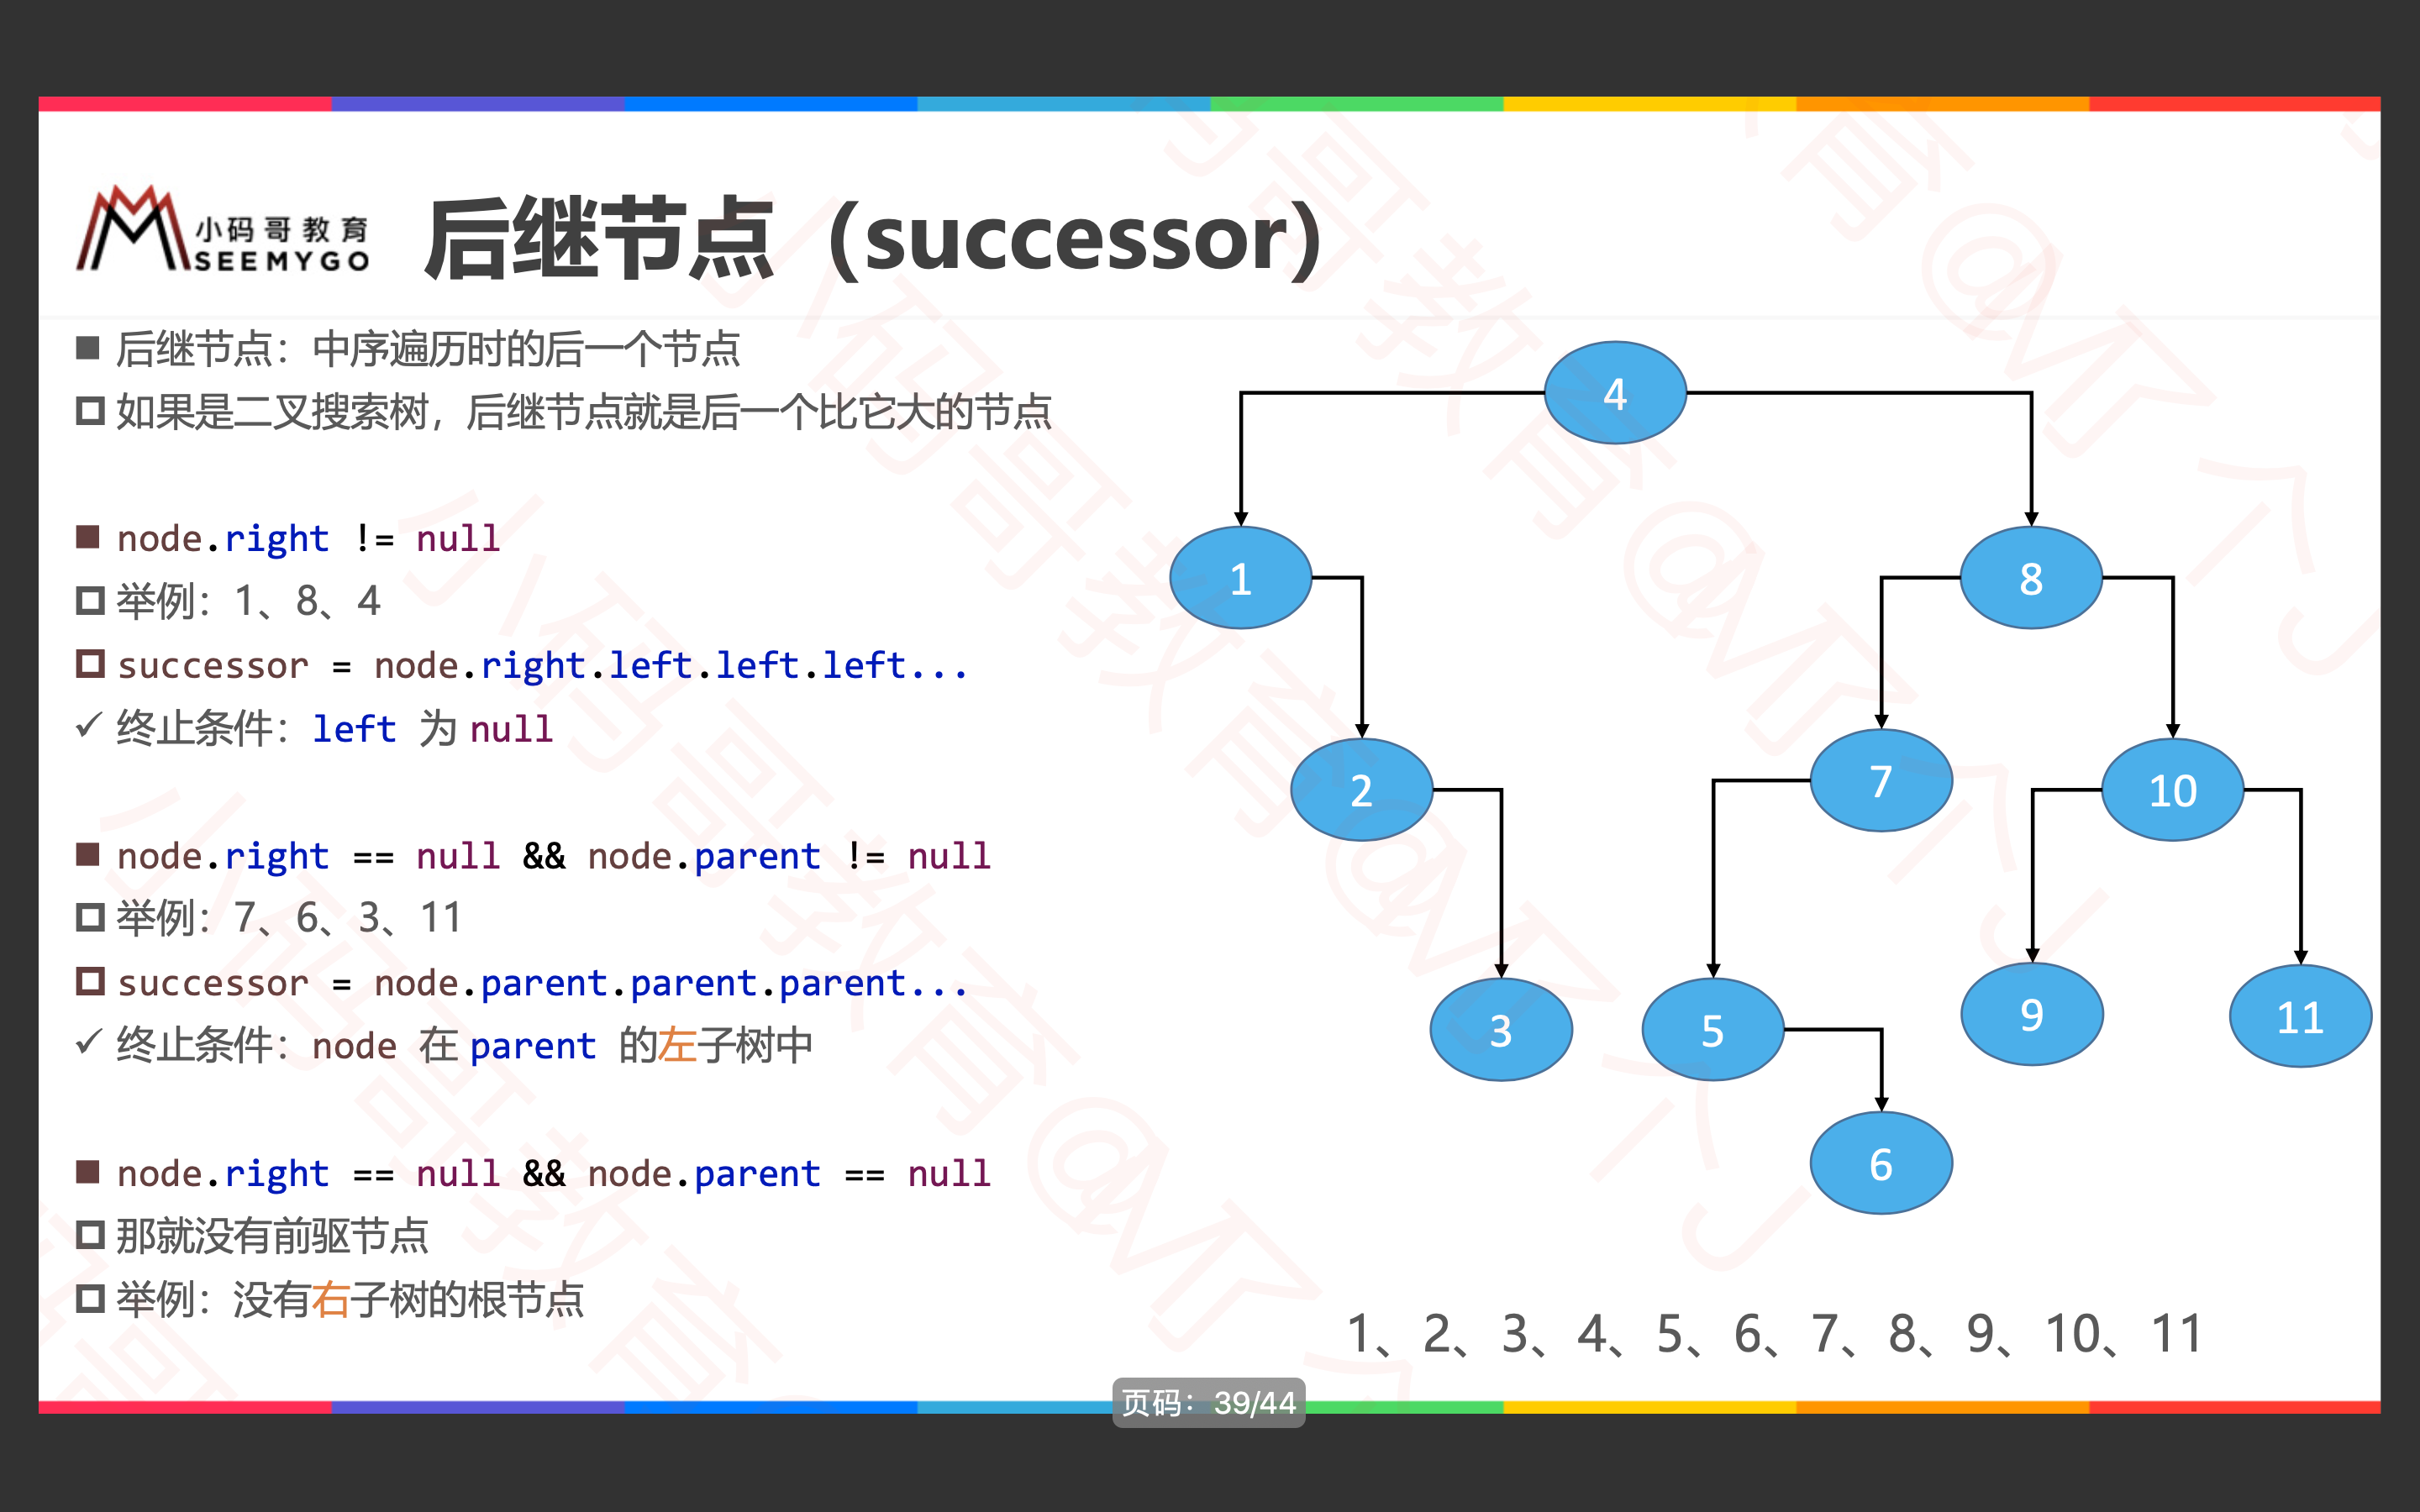 小码哥教育
SEEMYGO
后继节点（successor）
后继节点：中序遍历时的后一个节点
如果是二叉搜索树，后继节点就是后一个比它大的节点
node.right != null
举例：1、8、4
successor = node.right.left.left.left...
终止条件：left 为 null
node.right == null && node.parent != null
举例：7、6、3、11
successor = node.parent.parent.parent...
终止条件：node 在 parent 的左子树中
node.right == null && node.parent == null
那就没有前驱节点
举例：没有右子树的根节点
4
1
8
2
7
10
3
5
9
11
6
1、2、3、4、5、6、7、8、9、10、11
页码：39/44